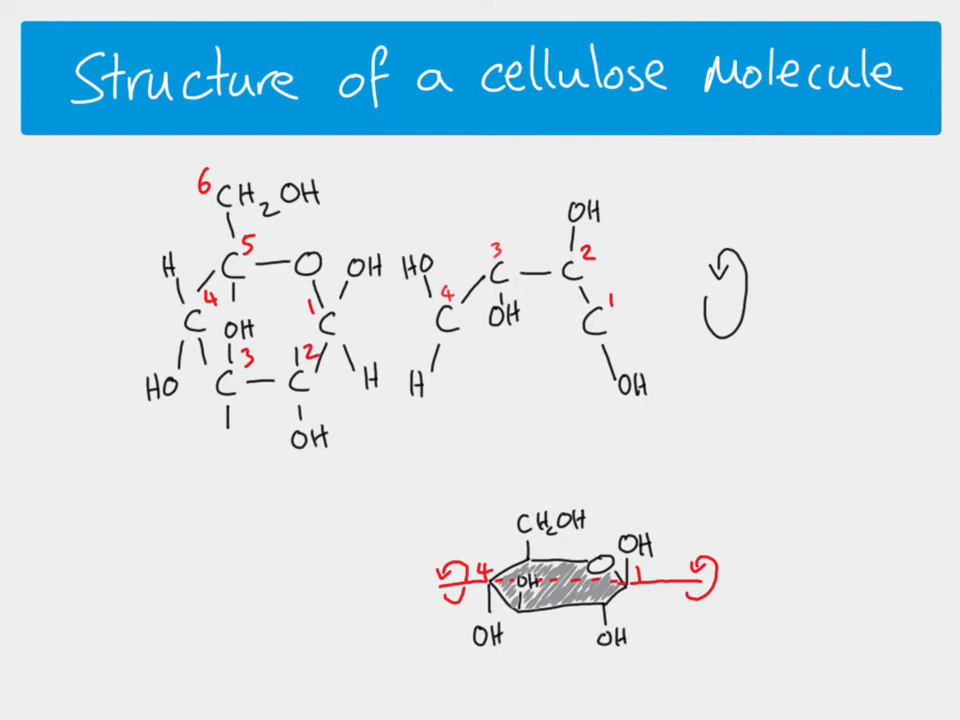 Structure of a cellulose molecule
6 CH2OH
5
H C O OH
4 1
C OH C
3 2
HO C C H
OH
OH
3 2
HO C C
4 1
C OH C
H OH
CH2OH
O OH
4 OH 1
OH OH